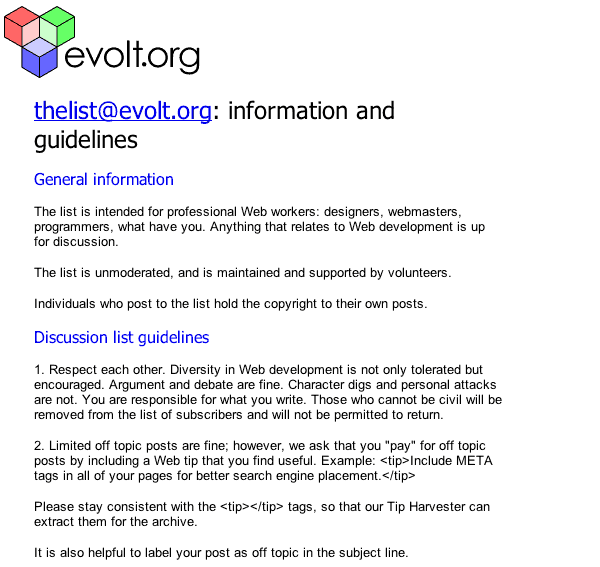 evolt.org
thelist@evolt.org: information and
guidelines
General information
The list is intended for professional Web workers: designers, webmasters,
programmers, what have you. Anything that relates to Web development is up
for discussion.
The list is unmoderated, and is maintained and supported by volunteers.
Individuals who post to the list hold the copyright to their own posts.
Discussion list guidelines
1. Respect each other. Diversity in Web development is not only tolerated but
encouraged. Argument and debate are fine. Character digs and personal attacks
are not. You are responsible for what you write. Those who cannot be civil will be
removed from the list of subscribers and will not be permitted to return.
2. Limited off topic posts are fine; however, we ask that you "pay" for off topic
posts by including a Web tip that you find useful. Example: <tip>Include META
tags in all of your pages for better search engine placement.</tip>
Please stay consistent with the <tip></tip> tags, so that our Tip Harvester can
extract them for the archive.
It is also helpful to label your post as off topic in the subject line.